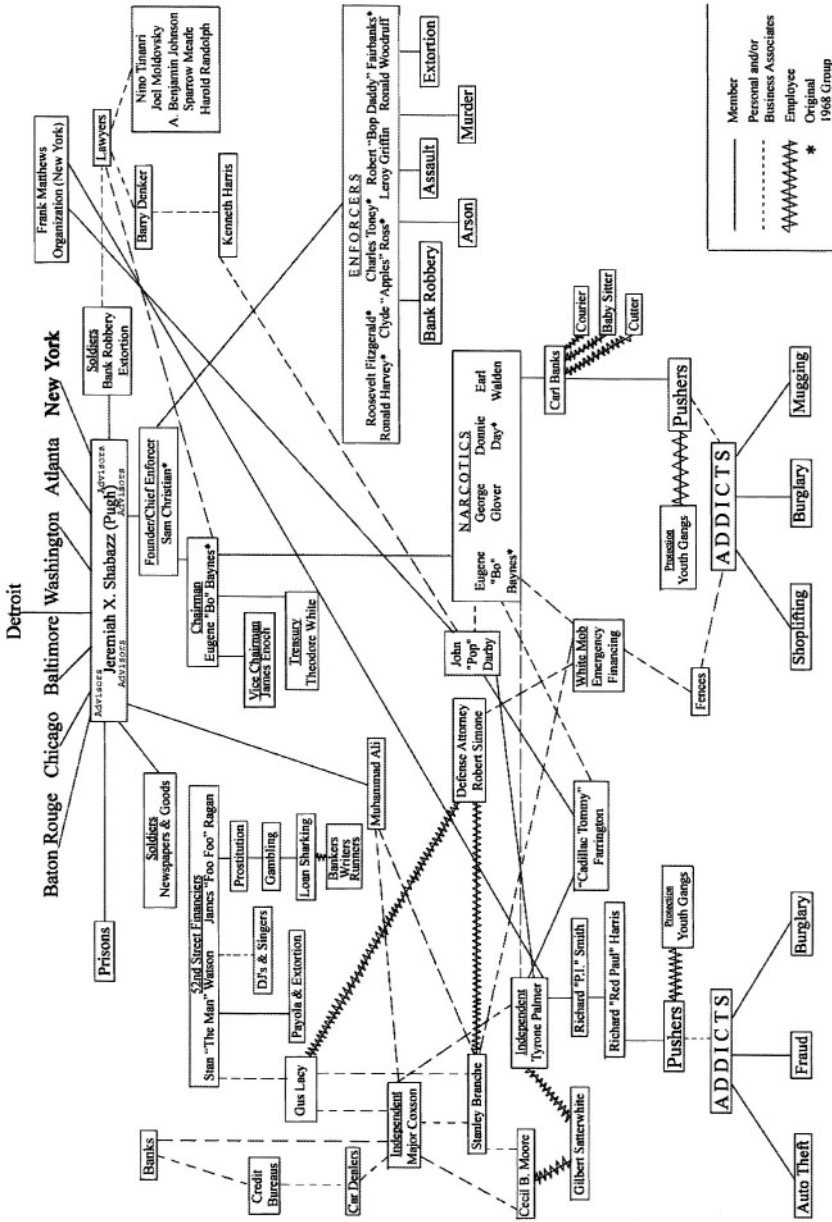 Detroit
Baton Rouge
Chicago
Baltimore
Washington
Atlanta
New York
Advisors
Advisors
Jeremiah X. Shabazz (Pugh)
Advisors
Advisors
Prisons
Soldiers
Newspapers & Goods
Soldiers
Bank Robbery
Extortion
Frank Matthews
Organization (New York)
Lawyers
Nino Tinanri
Joel Moldovsky
A. Benjamin Johnson
Sparrow Meade
Harold Randolph
Barry Denker
Kenneth Harris
Founder/Chief Enforcer
Sam Christian*
Chairman
Eugene "Bo" Baynes*
Vice Chairman
James Enoch
Treasury
Theodore White
ENFORCERS
Roosevelt Fitzgerald* Charles Toney* Robert "Bop Daddy" Fairbanks*
Ronald Harvey* Clyde "Apples" Ross* Leroy Griffin Ronald Woodruff
Bank Robbery
Arson
Assault
Murder
Extortion
52nd Street Financiers
Stan "The Man" Watson James "Foo Foo" Ragan
DJ's & Singers
Payola & Extortion
Prostitution
Gambling
Loan Sharking
Bankers
Writers
Runners
Muhammad Ali
Banks
Credit
Bureaus
Car Dealers
Gus Lacy
Independent
Major Coxson
Stanley Branche
Cecil B. Moore
Gilbert Satterwhite
Defense Attorney
Robert Simone
John
"Pop"
Darby
NARCOTICS
Eugene
"Bo"
Baynes*
George
Glover
Donnie
Day*
Earl
Walden
Carl Banks
Courier
Baby Sitter
Cutter
Independent
Tyrone Palmer
Richard "P.I." Smith
Richard "Red Paul" Harris
"Cadillac Tommy"
Farrington
White Mob
Emergency
Financing
Fences
Pushers
Protection
Youth Gangs
ADDICTS
Auto Theft
Fraud
Burglary
Protection
Youth Gangs
Pushers
ADDICTS
Shoplifting
Burglary
Mugging
Member
Personal and/or
Business Associates
Employee
* Original
1968 Group